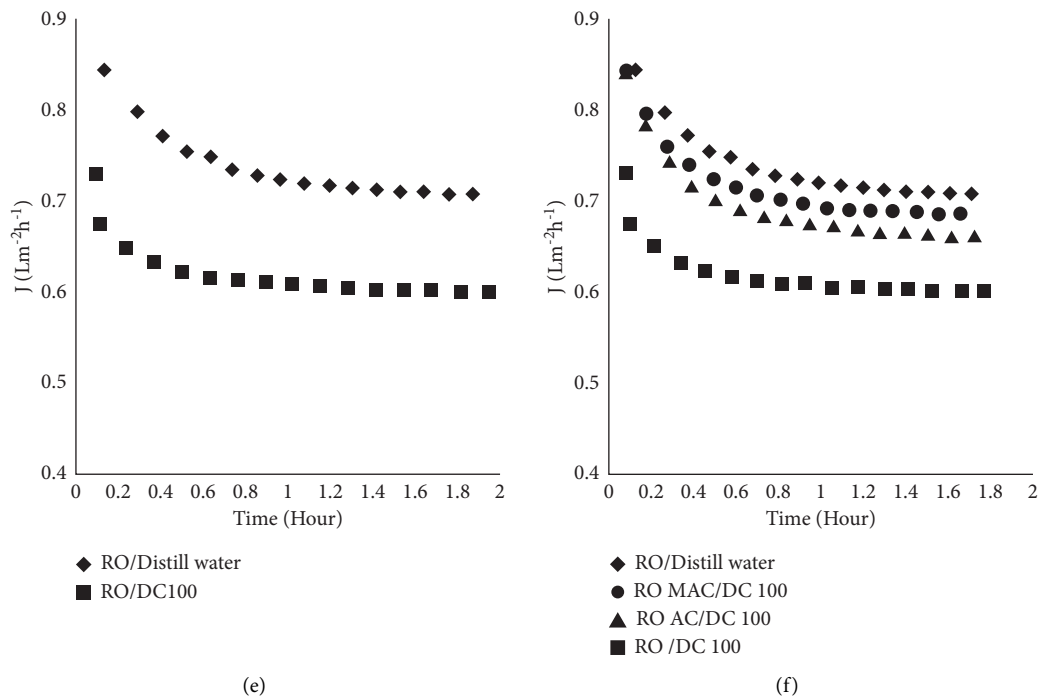 0.9
0.8
0.7
0.6
0.5
0.4
J (Lm-2h-1)
0 0.2 0.4 0.6 0.8 1 1.2 1.4 1.6 1.8 2
Time (Hour)
RO/Distill water
RO/DC100
(e)
0.9
0.8
0.7
0.6
0.5
0.4
J (Lm-2h-1)
0 0.2 0.4 0.6 0.8 1 1.2 1.4 1.6 1.8 2
Time (Hour)
RO/Distill water
RO MAC/DC 100
RO AC/DC 100
RO /DC 100
(f)